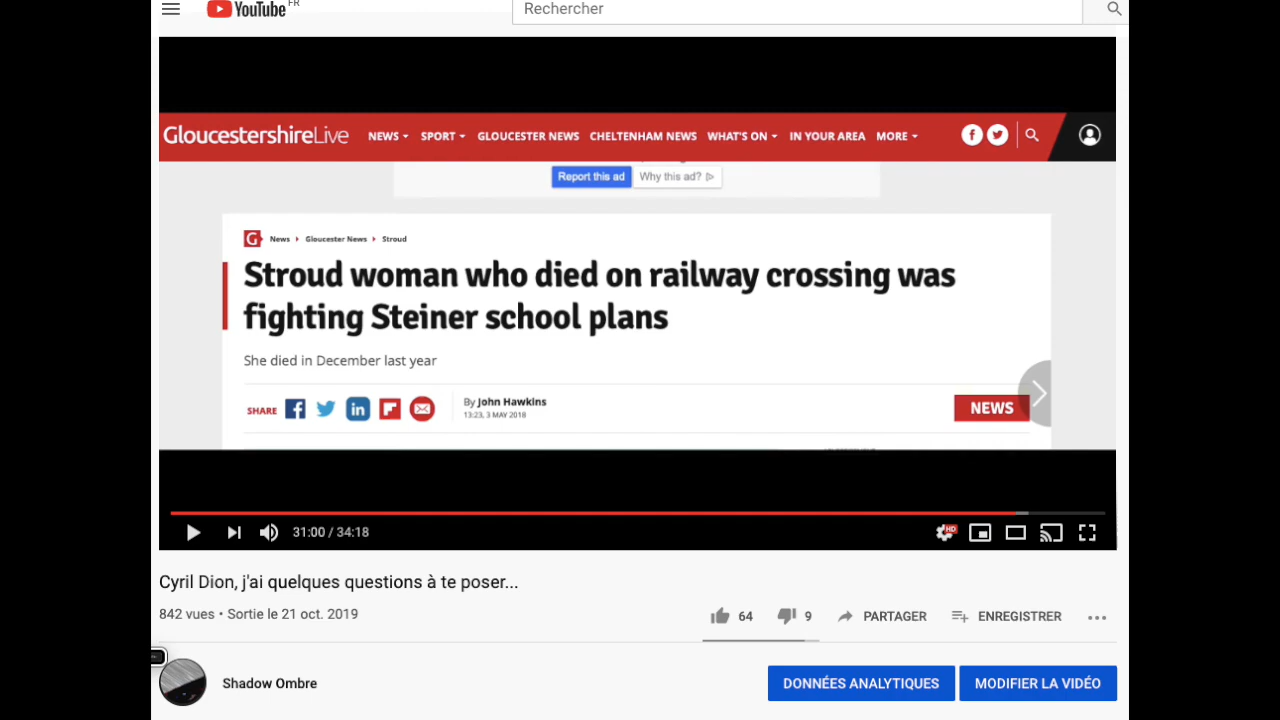 YouTube FR
Rechercher
GloucestershireLive NEWS SPORT GLOUCESTER NEWS CHELTENHAM NEWS WHAT'S ON IN YOUR AREA MORE
Report this ad Why this ad?
G News Gloucester News Stroud
Stroud woman who died on railway crossing was
fighting Steiner school plans
She died in December last year
SHARE
By John Hawkins
13:23, 3 MAY 2018
NEWS
31:00 / 34:18
HD
Cyril Dion, j'ai quelques questions à te poser...
842 vues • Sortie le 21 oct. 2019
64 9 PARTAGER ENREGISTRER
Shadow Ombre
DONNÉES ANALYTIQUES MODIFIER LA VIDÉO